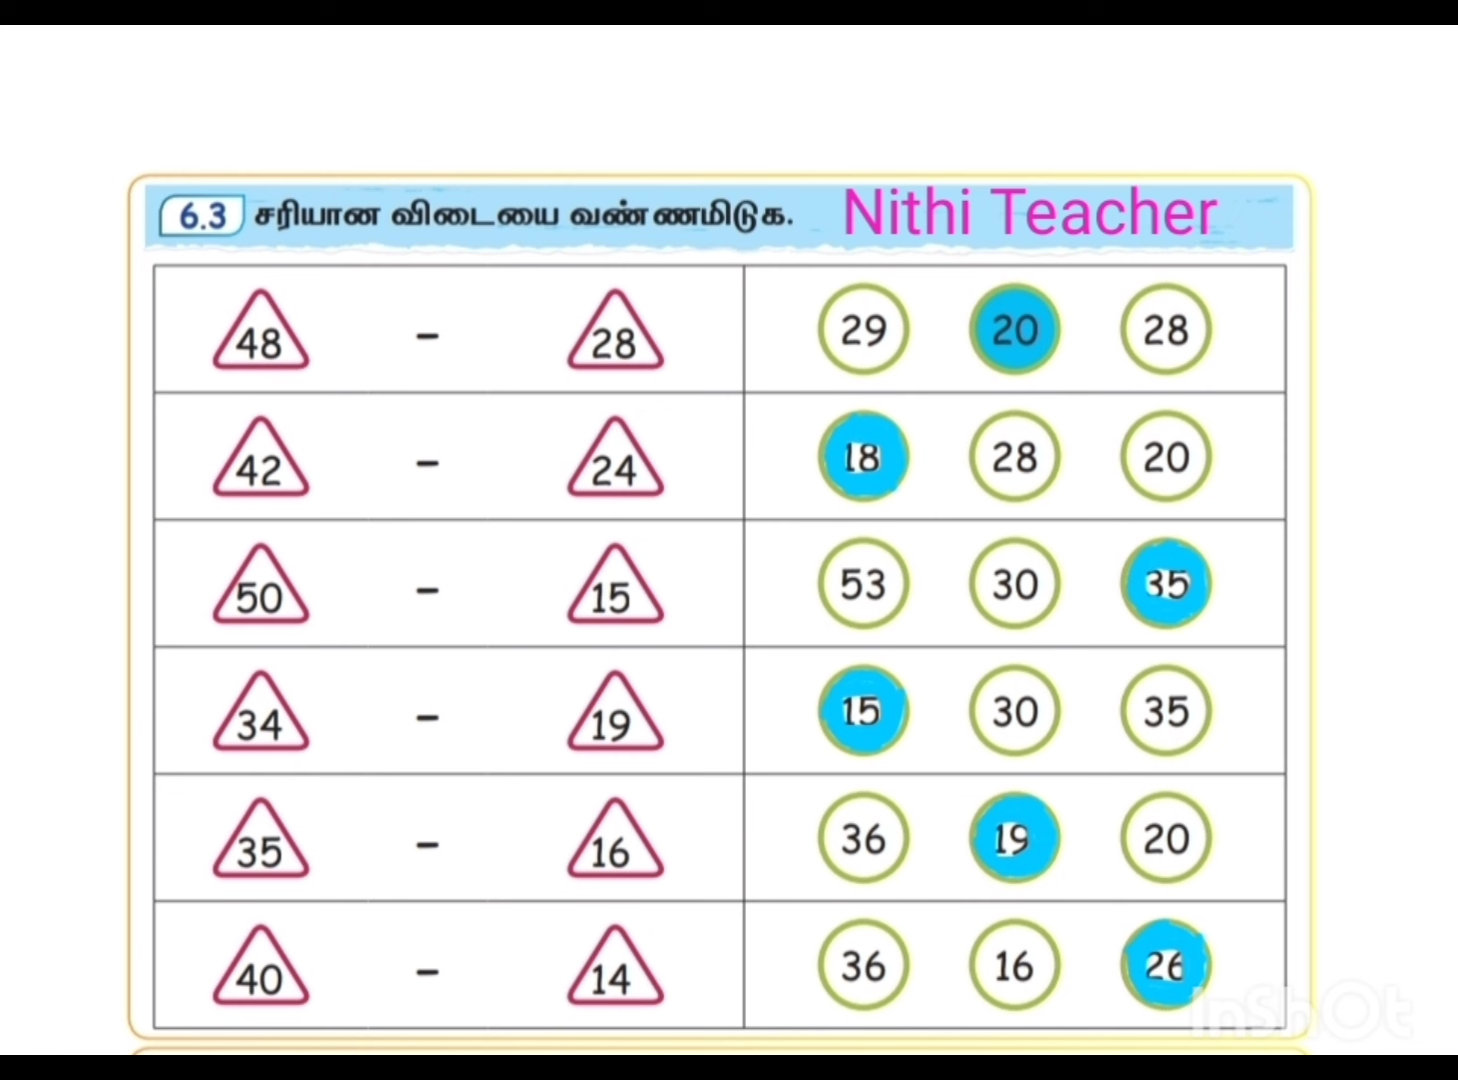 6.3 சரியான விடையை வண்ணமிடுக. Nithi Teacher
48 - 28 29 20 28
42 - 24 18 28 20
50 - 15 53 30 35
34 - 19 15 30 35
35 - 16 36 19 20
40 - 14 36 16 26
InShOt